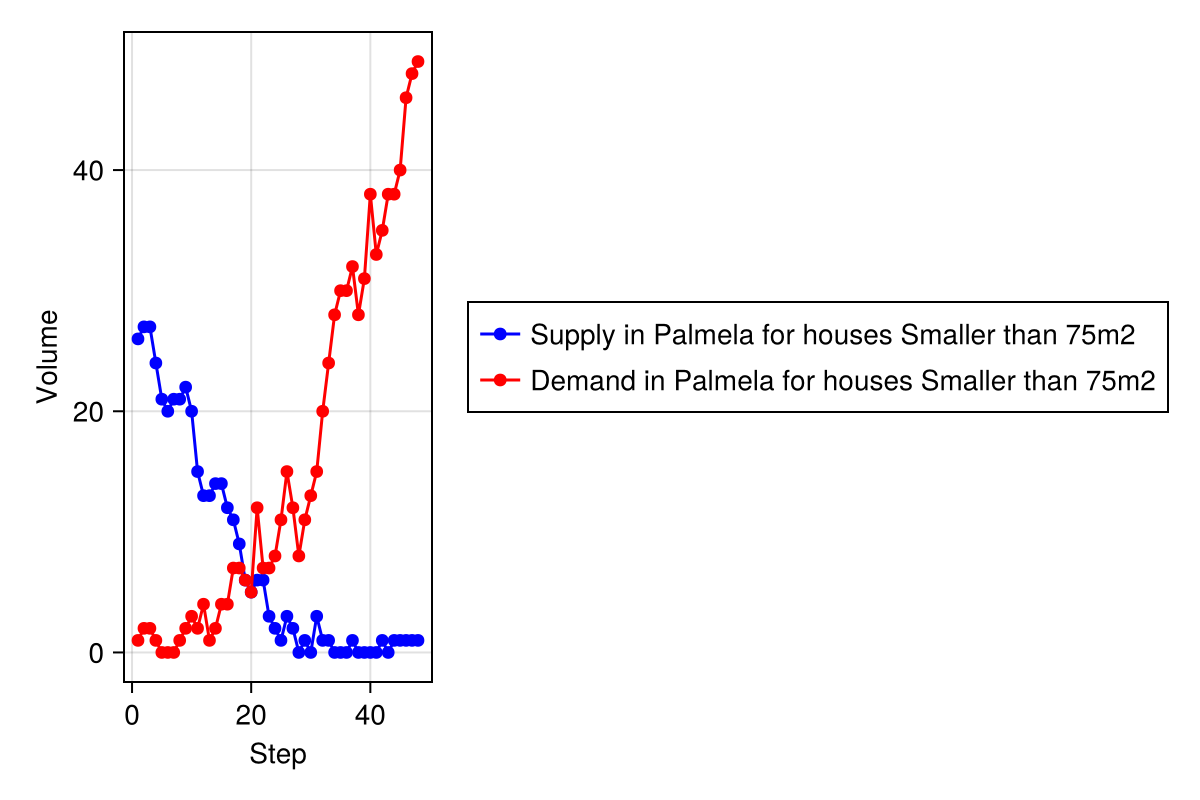 Volume
40
20
0
0 20 40
Step
Supply in Palmela for houses Smaller than 75m2
Demand in Palmela for houses Smaller than 75m2